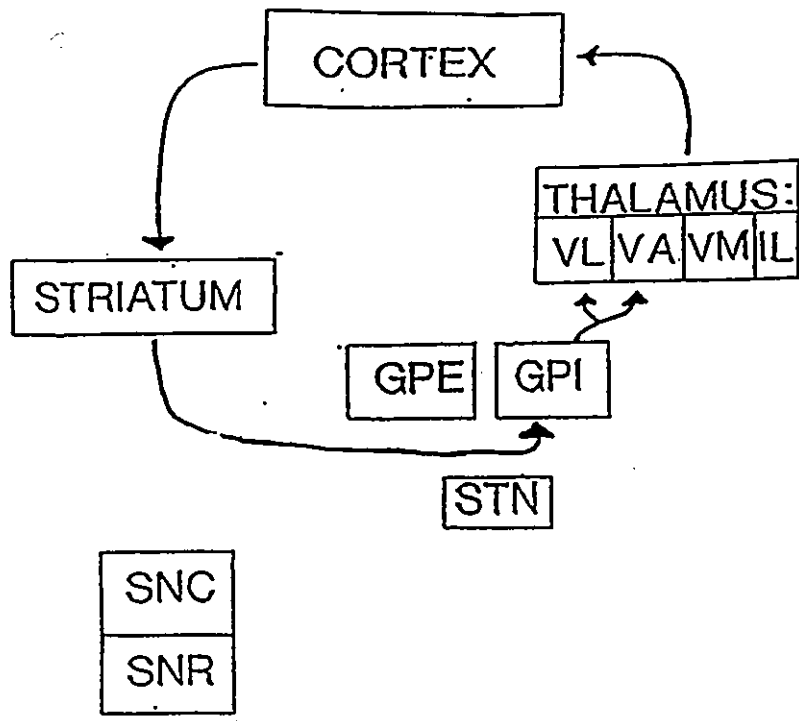 CORTEX
THALAMUS:
VL VA VM IL
STRIATUM
GPE GPI
STN
SNC
SNR